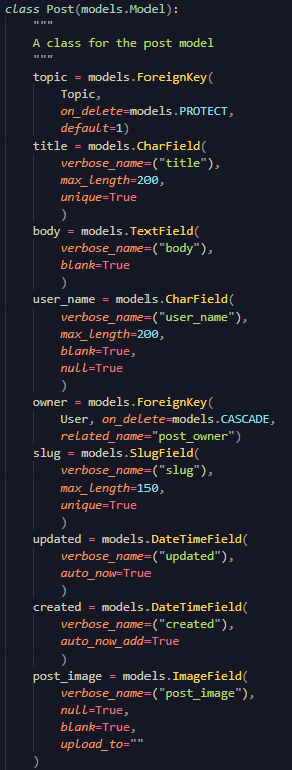 class Post(models.Model):
    """
    A class for the post model
    """
    topic = models.ForeignKey(
        Topic,
        on_delete=models.PROTECT,
        default=1)
    title = models.CharField(
        verbose_name=("title"),
        max_length=200,
        unique=True
        )
    body = models.TextField(
        verbose_name=("body"),
        blank=True
        )
    user_name = models.CharField(
        verbose_name=("user_name"),
        max_length=200,
        blank=True,
        null=True
        )
    owner = models.ForeignKey(
        User, on_delete=models.CASCADE,
        related_name="post_owner")
    slug = models.SlugField(
        verbose_name=("slug"),
        max_length=150,
        unique=True
        )
    updated = models.DateTimeField(
        verbose_name=("updated"),
        auto_now=True
        )
    created = models.DateTimeField(
        verbose_name=("created"),
        auto_now_add=True
        )
    post_image = models.ImageField(
        verbose_name=("post_image"),
        null=True,
        blank=True,
        upload_to=""
    )